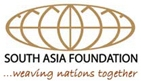 SOUTH ASIA FOUNDATION
...weaving nations together